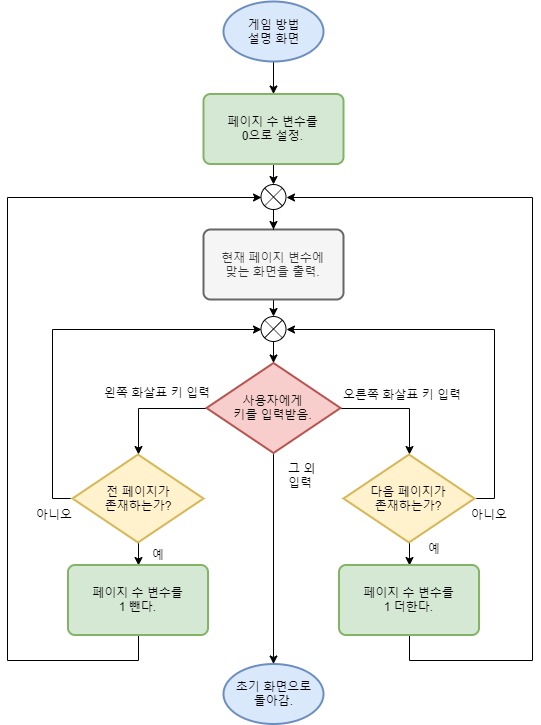 게임 방법
설명 화면
페이지 수 변수를
0으로 설정.
현재 페이지 변수에
맞는 화면을 출력.
왼쪽 화살표 키 입력
오른쪽 화살표 키 입력
사용자에게
키를 입력받음.
그 외
입력
전 페이지가
존재하는가?
다음 페이지가
존재하는가?
아니오
아니오
예
예
페이지 수 변수를
1 뺀다.
페이지 수 변수를
1 더한다.
초기 화면으로
돌아감.